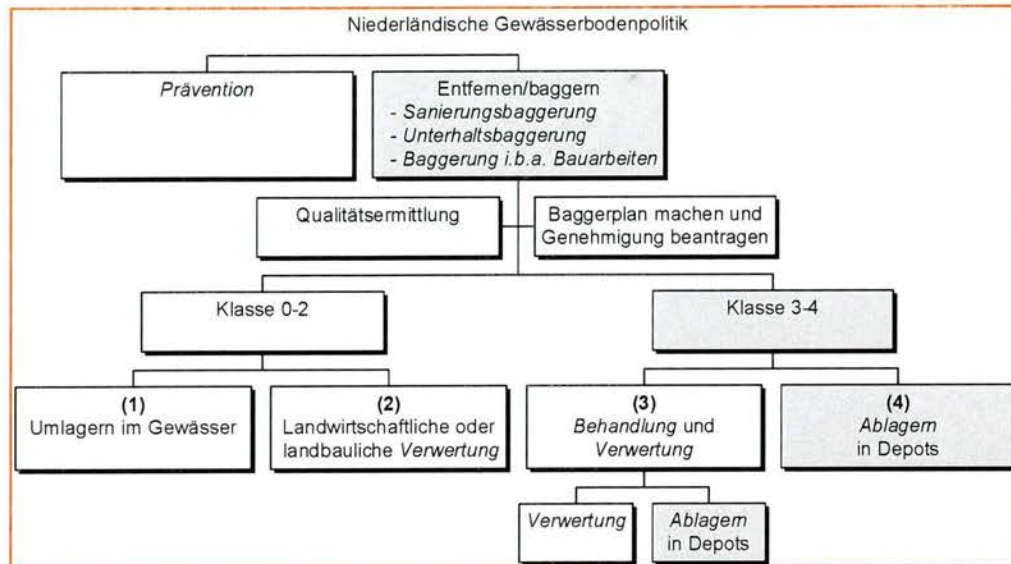 Niederländische Gewässerbodenpolitik
Prävention
Entfernen/baggern
- Sanierungsbaggerung
- Unterhaltsbaggerung
- Baggerung i.b.a. Bauarbeiten
Qualitätsermittlung
Baggerplan machen und
Genehmigung beantragen
Klasse 0-2
Klasse 3-4
(1)
Umlagern im Gewässer
(2)
Landwirtschaftliche oder
landbauliche Verwertung
(3)
Behandlung und
Verwertung
(4)
Ablagern
in Depots
Verwertung
Ablagern
in Depots